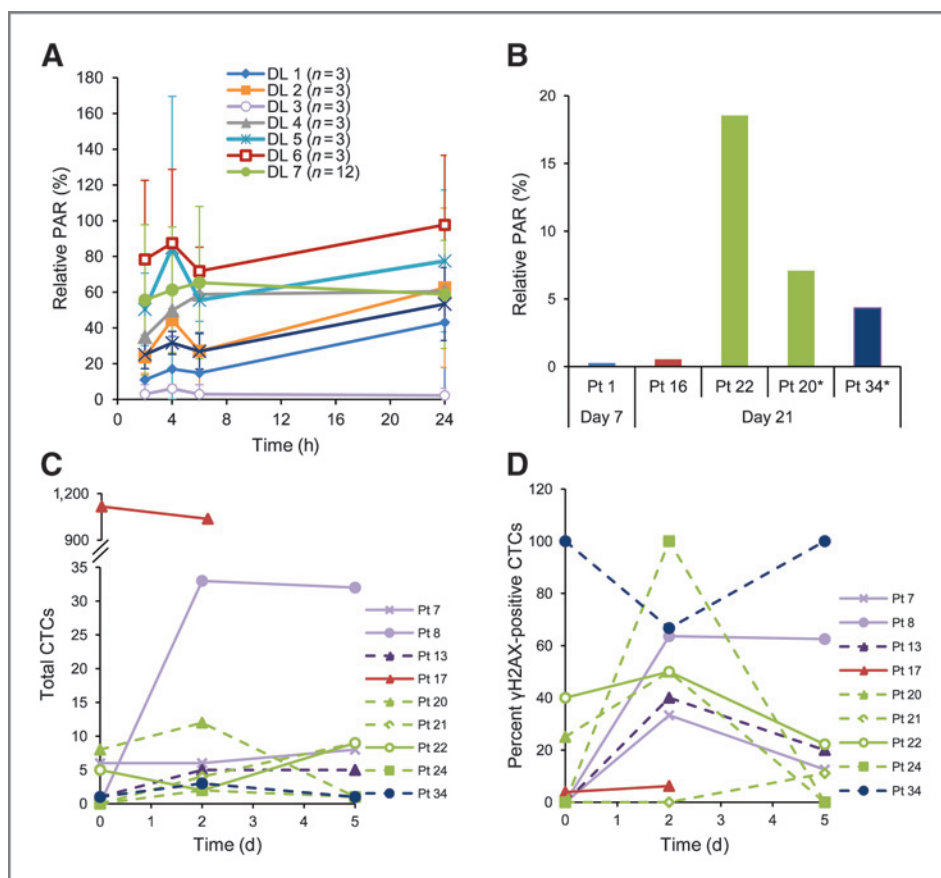 A
180
160
140
120
100
80
60
40
20
0
Relative PAR (%)
0 4 8 12 16 20 24
Time (h)
DL 1 (n=3)
DL 2 (n=3)
DL 3 (n=3)
DL 4 (n=3)
DL 5 (n=3)
DL 6 (n=3)
DL 7 (n=12)
B
20
15
10
5
0
Relative PAR (%)
Pt 1 Pt 16 Pt 22 Pt 20* Pt 34*
Day 7 Day 21
C
1,200
900
35
30
25
20
15
10
5
0
Total CTCs
0 1 2 3 4 5
Time (d)
Pt 7
Pt 8
Pt 13
Pt 17
Pt 20
Pt 21
Pt 22
Pt 24
Pt 34
D
120
100
80
60
40
20
0
Percent γH2AX-positive CTCs
0 1 2 3 4 5
Time (d)
Pt 7
Pt 8
Pt 13
Pt 17
Pt 20
Pt 21
Pt 22
Pt 24
Pt 34